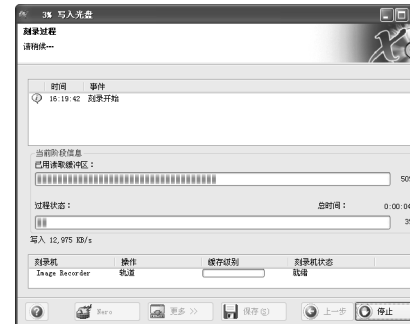 3% 写入光盘
刻录过程
请稍候---
时间 事件
16:19:42 刻录开始
当前阶段信息
已用读取缓冲区：
50%
过程状态： 总时间： 0:00:04
3%
写入 12,975 KB/s
刻录机 操作 缓存级别 刻录机状态
Image Recorder 轨道 就绪
Nero 更多 >> 保存(S) 上一步 停止